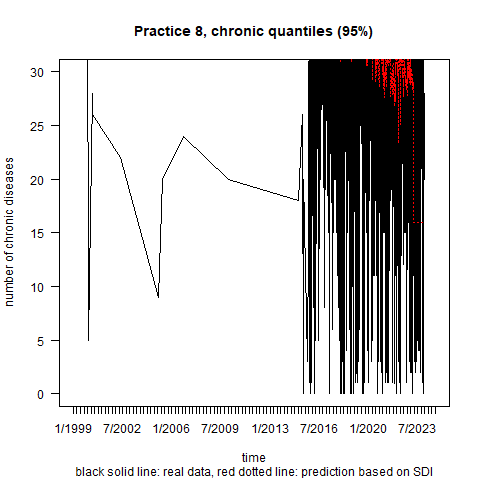 Practice 8, chronic quantiles (95%)
number of chronic diseases
30
25
20
15
10
5
0
1/1999 7/2002 1/2006 7/2009 1/2013 7/2016 1/2020 7/2023
time
black solid line: real data, red dotted line: prediction based on SDI